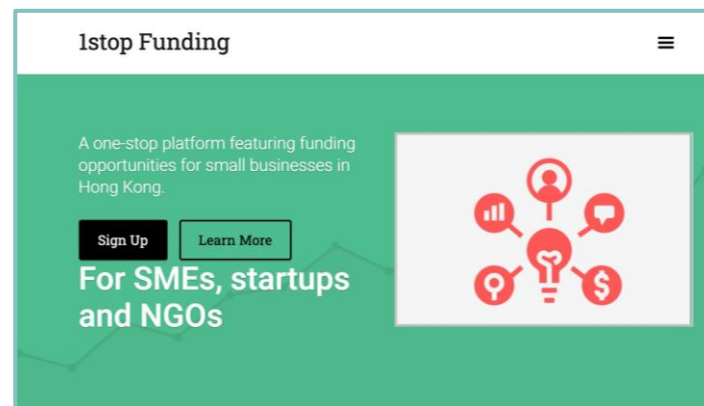 1stop Funding
A one-stop platform featuring funding
opportunities for small businesses in
Hong Kong.
Sign Up
Learn More
For SMEs, startups
and NGOs